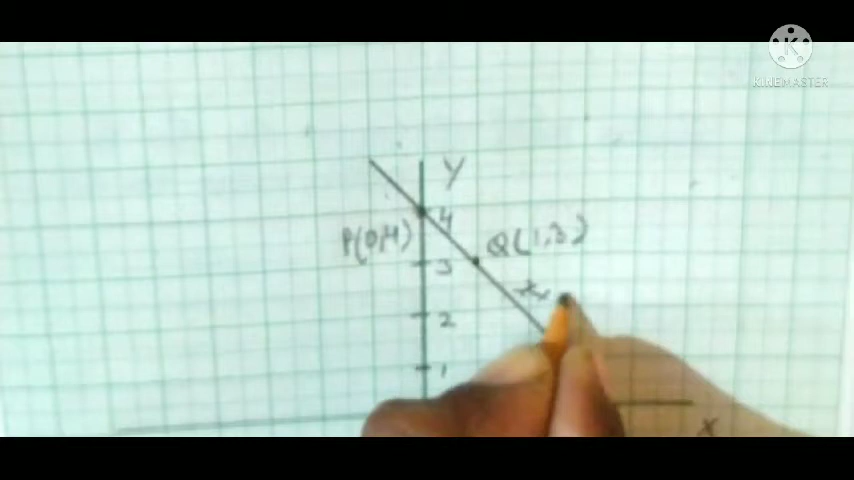 K
KINEMASTER
Y
4
P(0,4)
Q(1,3)
3
x+
2
1
X